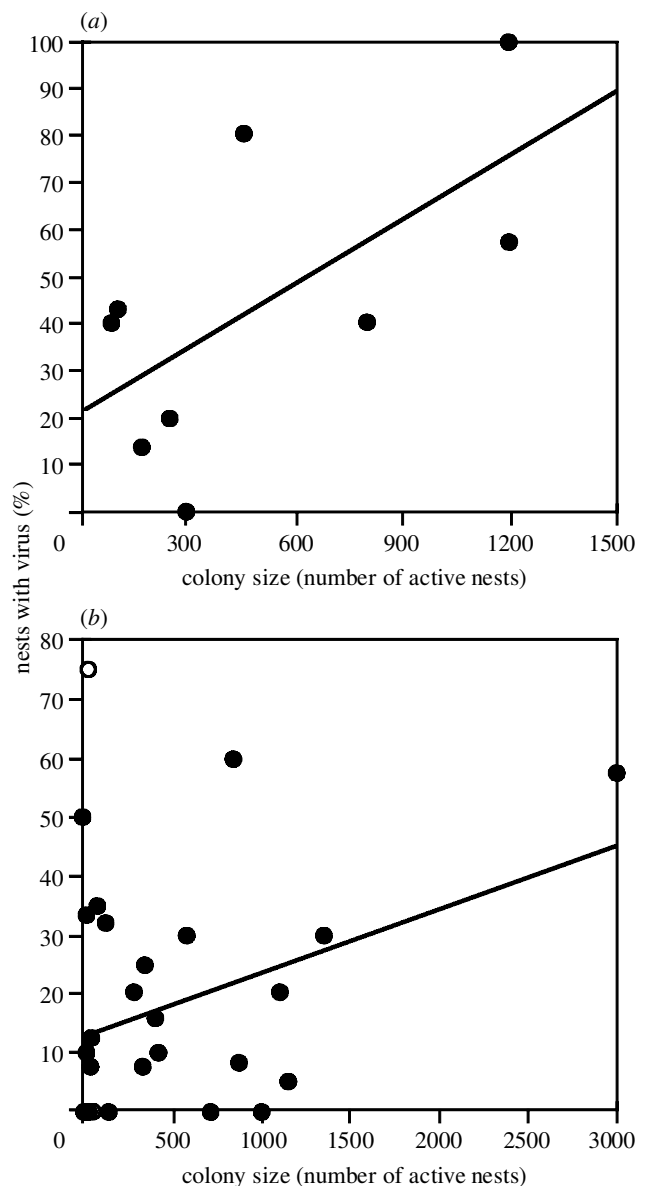 (a)
100
90
80
70
60
50
40
30
20
10
0 300 600 900 1200 1500
colony size (number of active nests)
nests with virus (%)
(b)
80
70
60
50
40
30
20
10
0 500 1000 1500 2000 2500 3000
colony size (number of active nests)